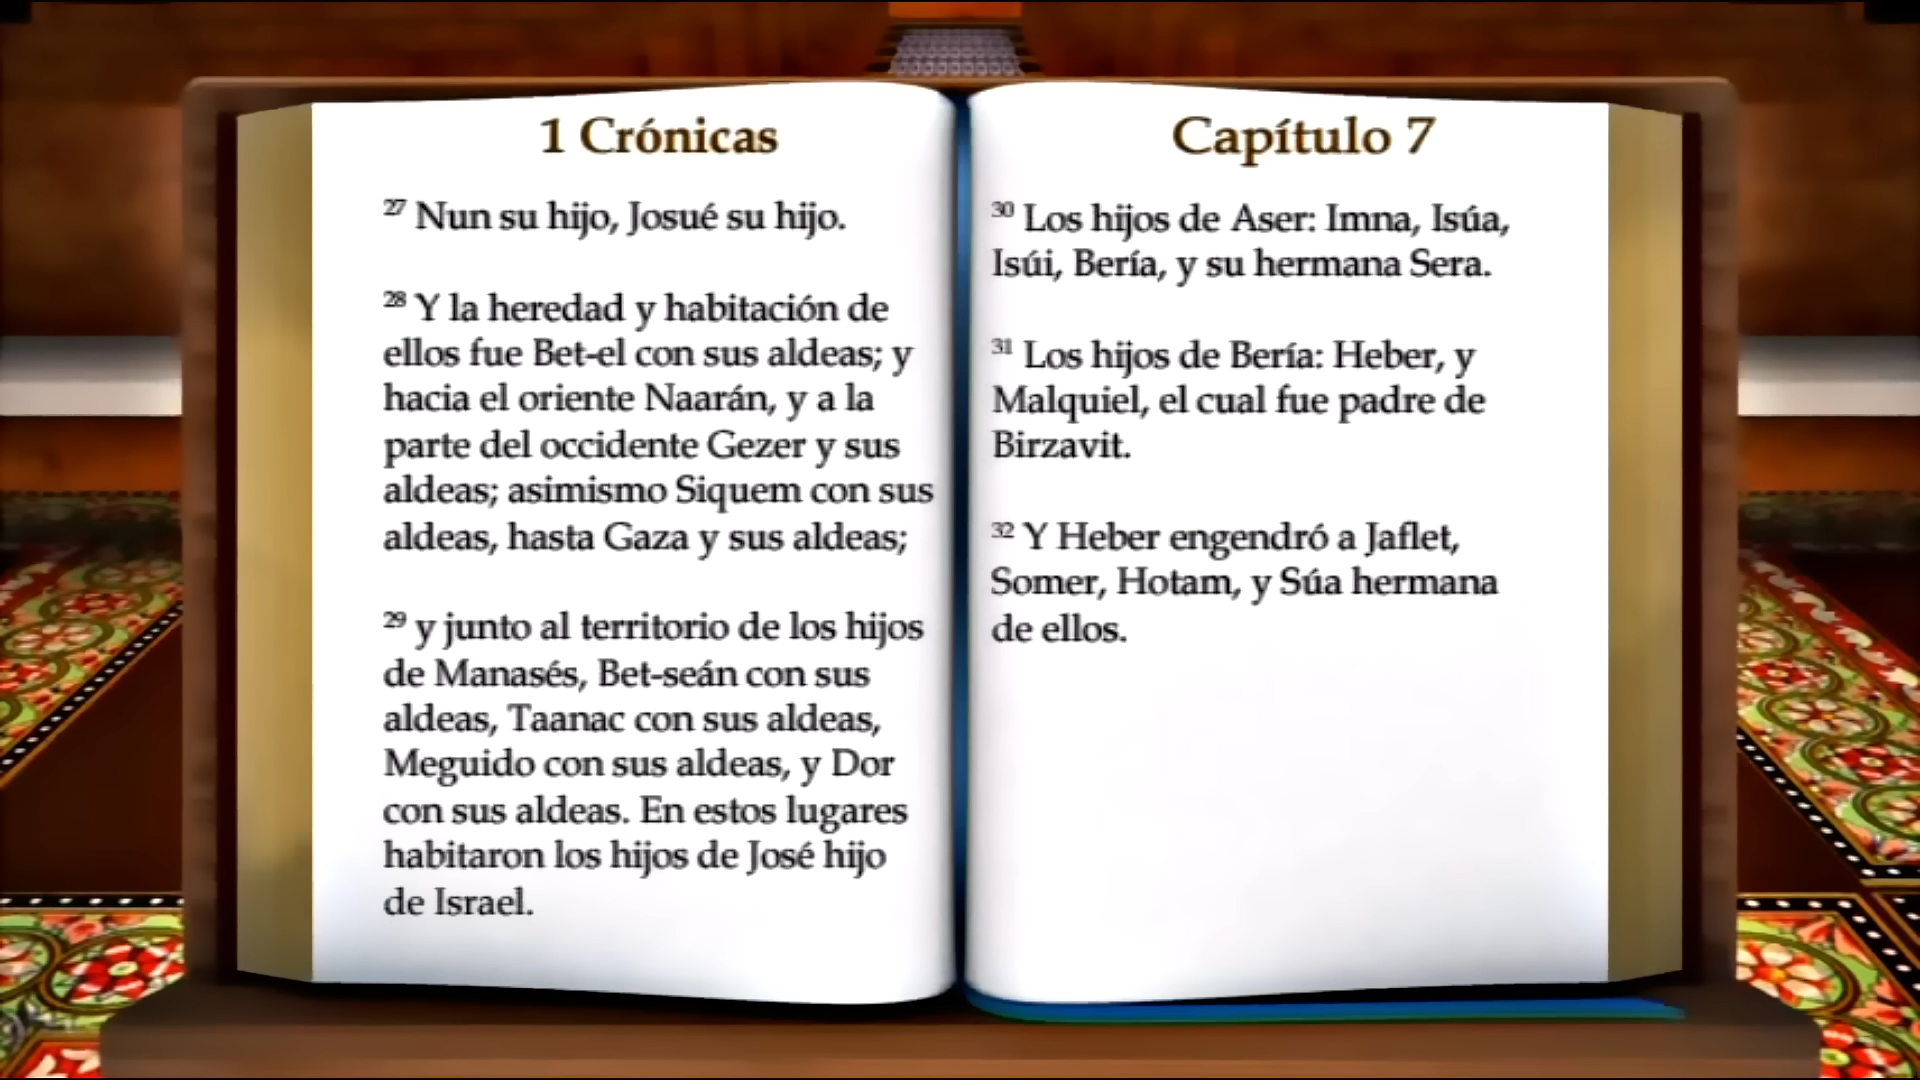 1 Crónicas
27 Nun su hijo, Josué su hijo.
28 Y la heredad y habitación de
ellos fue Bet-el con sus aldeas; y
hacia el oriente Naarán, y a la
parte del occidente Gezer y sus
aldeas; asimismo Siquem con sus
aldeas, hasta Gaza y sus aldeas;
29 y junto al territorio de los hijos
de Manasés, Bet-seán con sus
aldeas, Taanac con sus aldeas,
Meguido con sus aldeas, y Dor
con sus aldeas. En estos lugares
habitaron los hijos de José hijo
de Israel.
Capítulo 7
30 Los hijos de Aser: Imna, Isúa,
Isúi, Bería, y su hermana Sera.
31 Los hijos de Bería: Heber, y
Malquiel, el cual fue padre de
Birzavit.
32 Y Heber engendró a Jaflet,
Somer, Hotam, y Súa hermana
de ellos.